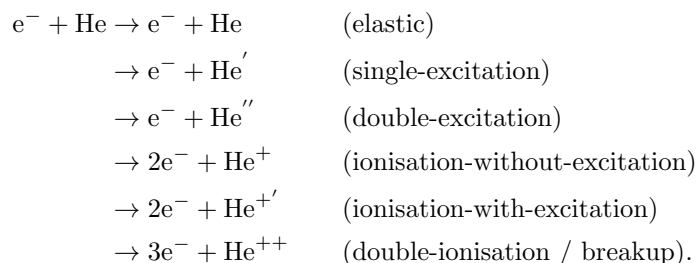 e⁻ + He → e⁻ + He (elastic)
→ e⁻ + He′ (single-excitation)
→ e⁻ + He′′ (double-excitation)
→ 2e⁻ + He⁺ (ionisation-without-excitation)
→ 2e⁻ + He⁺′ (ionisation-with-excitation)
→ 3e⁻ + He⁺⁺ (double-ionisation / breakup).